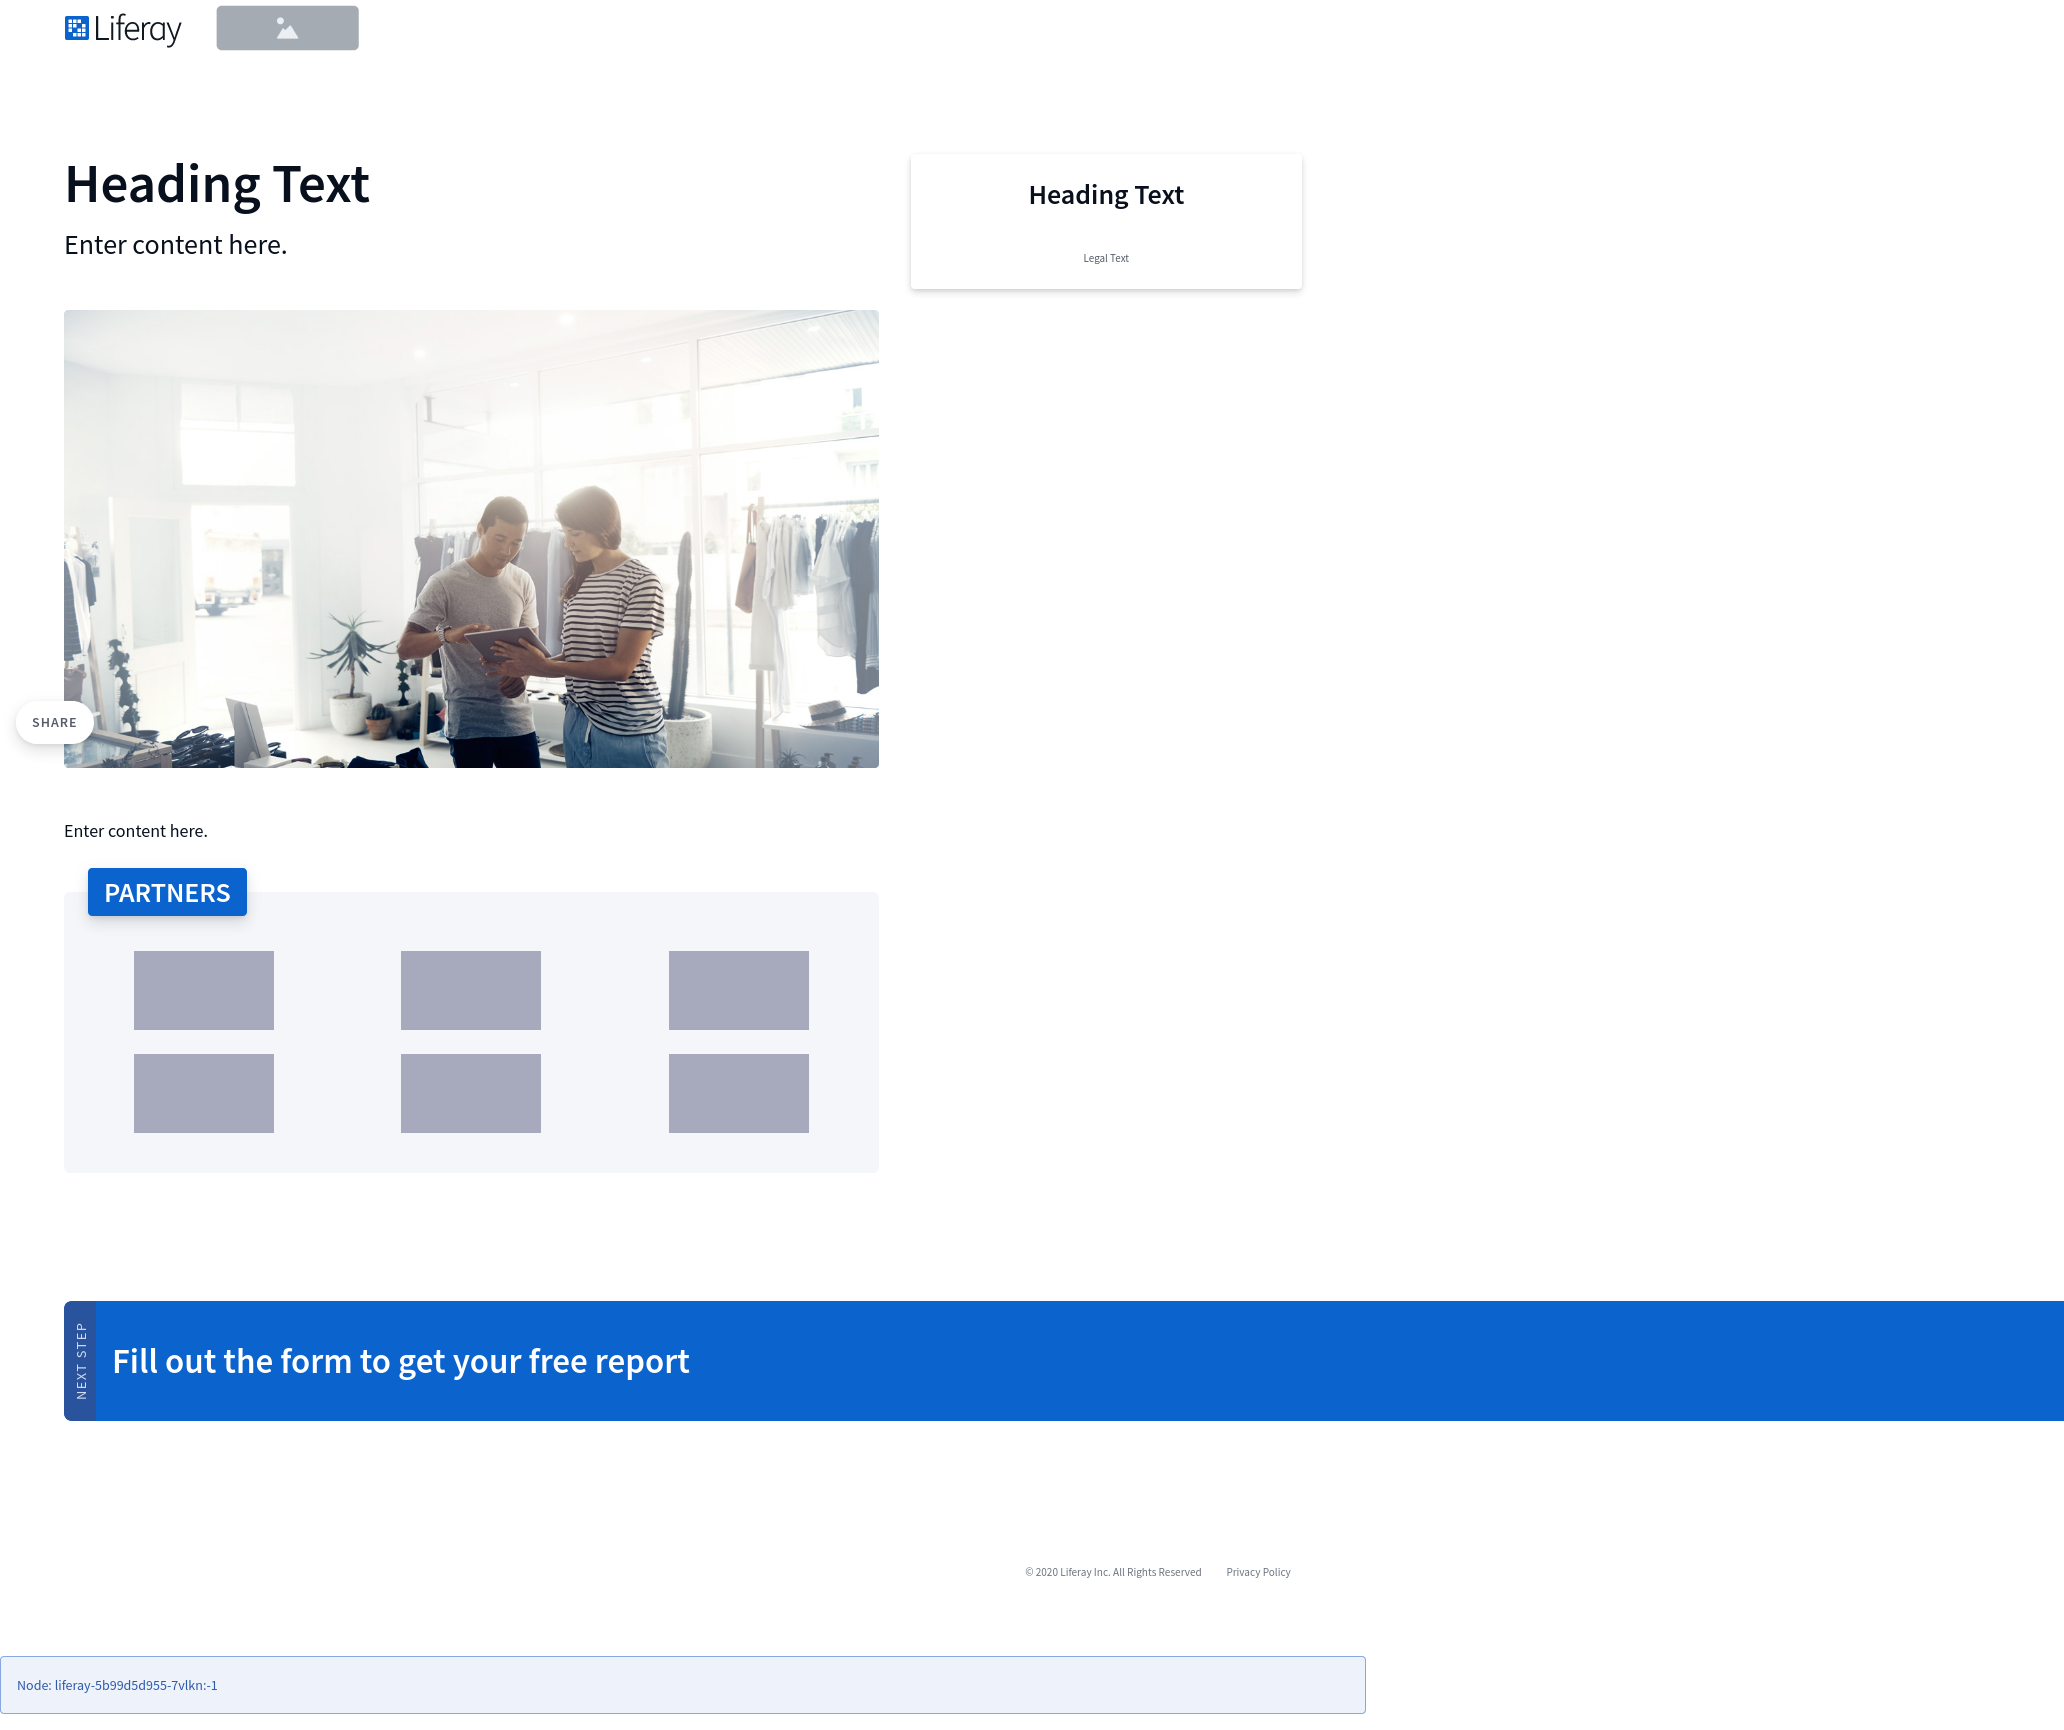 Liferay
Heading Text
Enter content here.
Heading Text
Legal Text
SHARE
Enter content here.
PARTNERS
NEXT STEP
Fill out the form to get your free report
© 2020 Liferay Inc. All Rights Reserved Privacy Policy
Node: liferay-5b99d5d955-7vlkn:-1